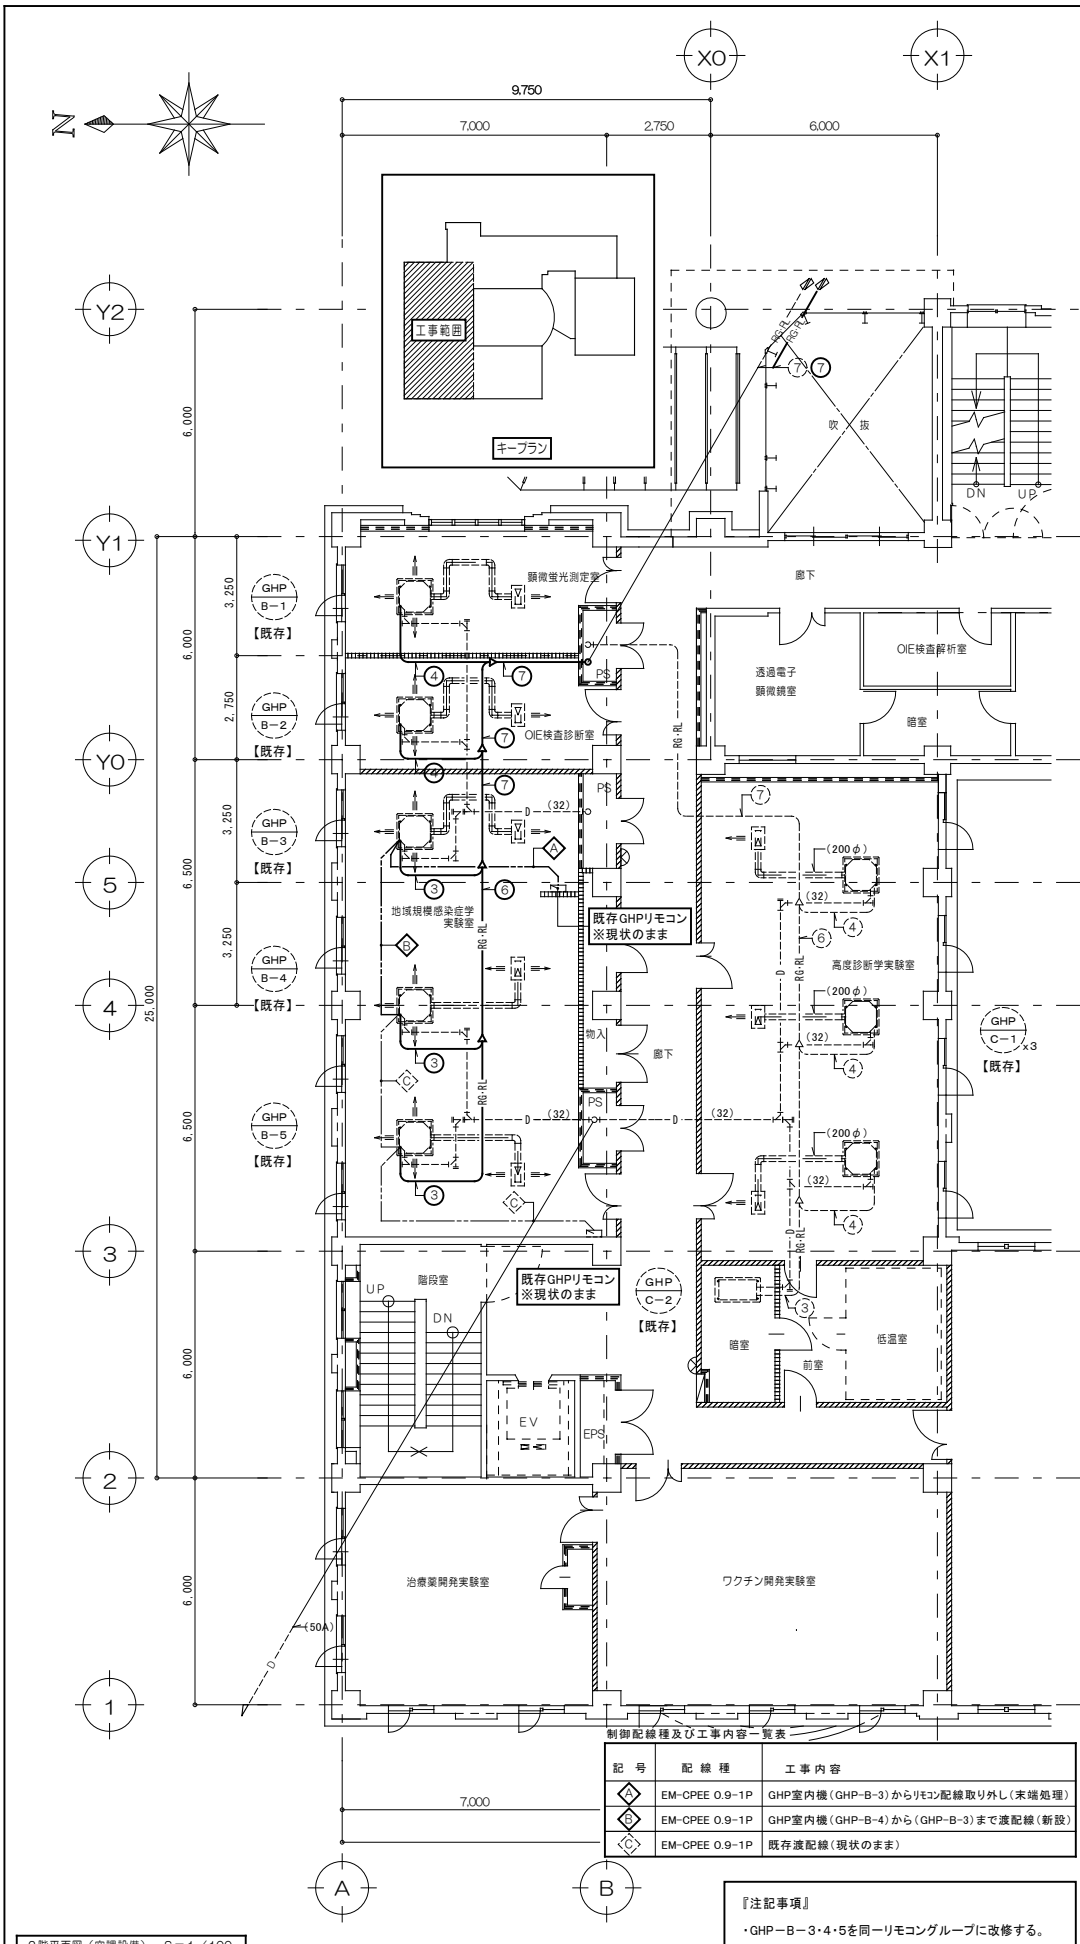 X0
X1
9.750
7.000
2.750
6.000
N
工事範囲
キープラン
Y2
RG·RL
RG·RL
7
7
吹抜
DN
UP
6,000
Y1
廊下
顕微蛍光測定室
GHP
B-1
【既存】
3,250
6,000
2,750
PS
4
7
透過電子
顕微鏡室
OIE検査解析室
暗室
GHP
B-2
【既存】
OIE検査診断室
7
RG·RL
Y0
4
7
PS
D
(32)
7
GHP
B-3
【既存】
3,250
6,500
A
(200φ)
5
3
6
(32)
4
地域規模感染症学
実験室
既存GHPリモコン
※現状のまま
6
3,250
B
RG·RL
D
RG·RL
高度診断学実験室
GHP
B-4
【既存】
(200φ)
4
25,000
物入
廊下
GHP
C-1
x3
【既存】
3
(32)
4
C
RG·RL
PS
GHP
B-5
【既存】
6,500
D
(32)
D
(32)
(200φ)
3
(32)
C
4
D
RG·RL
3
階段室
既存GHPリモコン
※現状のまま
GHP
C-2
【既存】
UP
DN
3
暗室
前室
低温室
6,000
EV
EPS
2
治療薬開発実験室
ワクチン開発実験室
6,000
(50A)
D
1
制御配線種及び工事内容一覧表
記号 配線種 工事内容
A EM-CPEE 0.9-1P GHP室内機(GHP-B-3)からリモコン配線取り外し(末端処理)
B EM-CPEE 0.9-1P GHP室内機(GHP-B-4)から(GHP-B-3)まで渡配線(新設)
C EM-CPEE 0.9-1P 既存渡配線(現状のまま)
7.000
A
B
『注記事項』
・GHP-B-3・4・5を同一リモコングループに改修する。